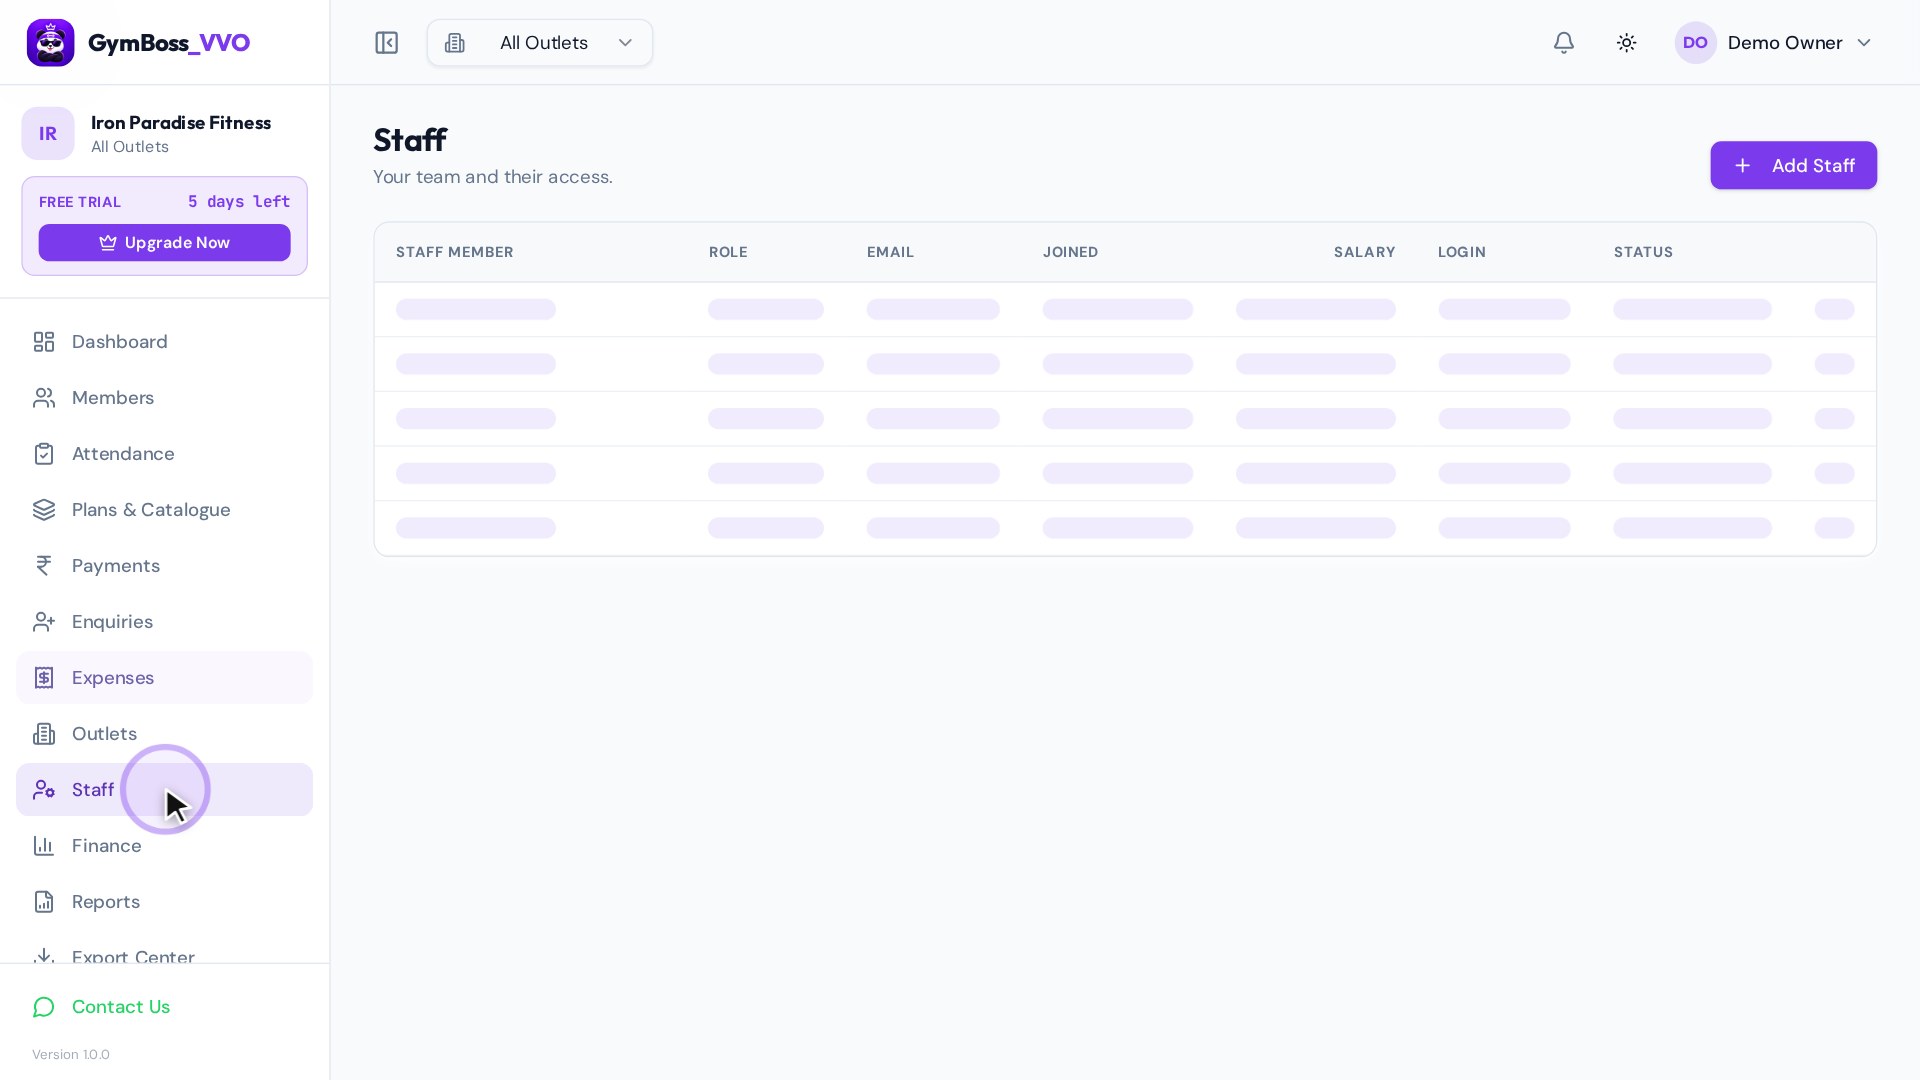 GymBoss_VVO
All Outlets
DO
Demo Owner
IR
Iron Paradise Fitness
All Outlets
FREE TRIAL
5 days left
Upgrade Now
Dashboard
Members
Attendance
Plans & Catalogue
Payments
Enquiries
Expenses
Outlets
Staff
Finance
Reports
Export Center
Contact Us
Version 1.0.0
Staff
Your team and their access.
Add Staff
STAFF MEMBER
ROLE
EMAIL
JOINED
SALARY
LOGIN
STATUS